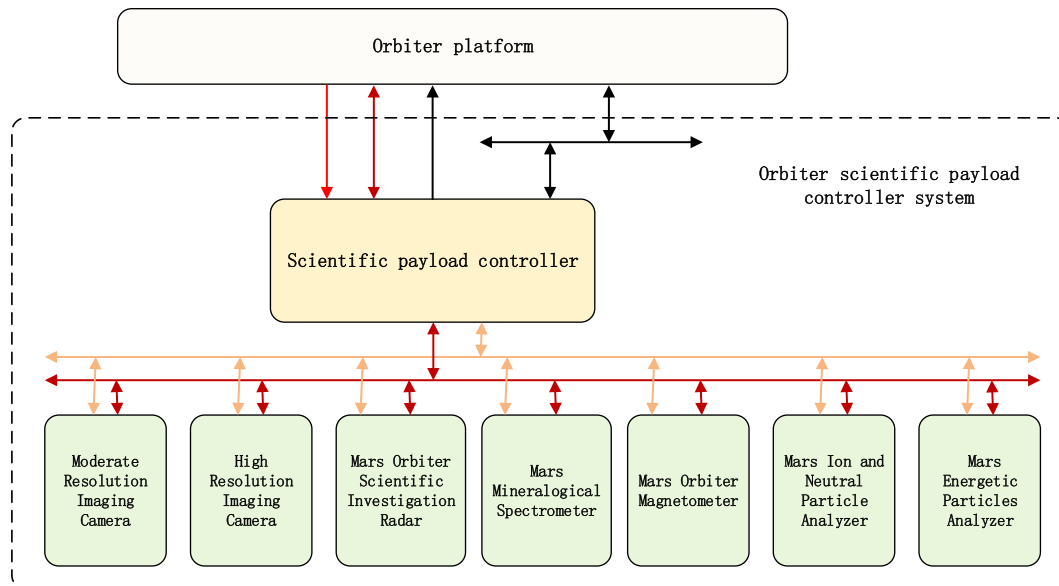 Orbiter platform
Orbiter scientific payload
controller system
Scientific payload controller
Moderate
Resolution
Imaging
Camera
High
Resolution
Imaging
Camera
Mars Orbiter
Scientific
Investigation
Radar
Mars
Mineralogical
Spectrometer
Mars Orbiter
Magnetometer
Mars Ion and
Neutral
Particle
Analyzer
Mars
Energetic
Particles
Analyzer